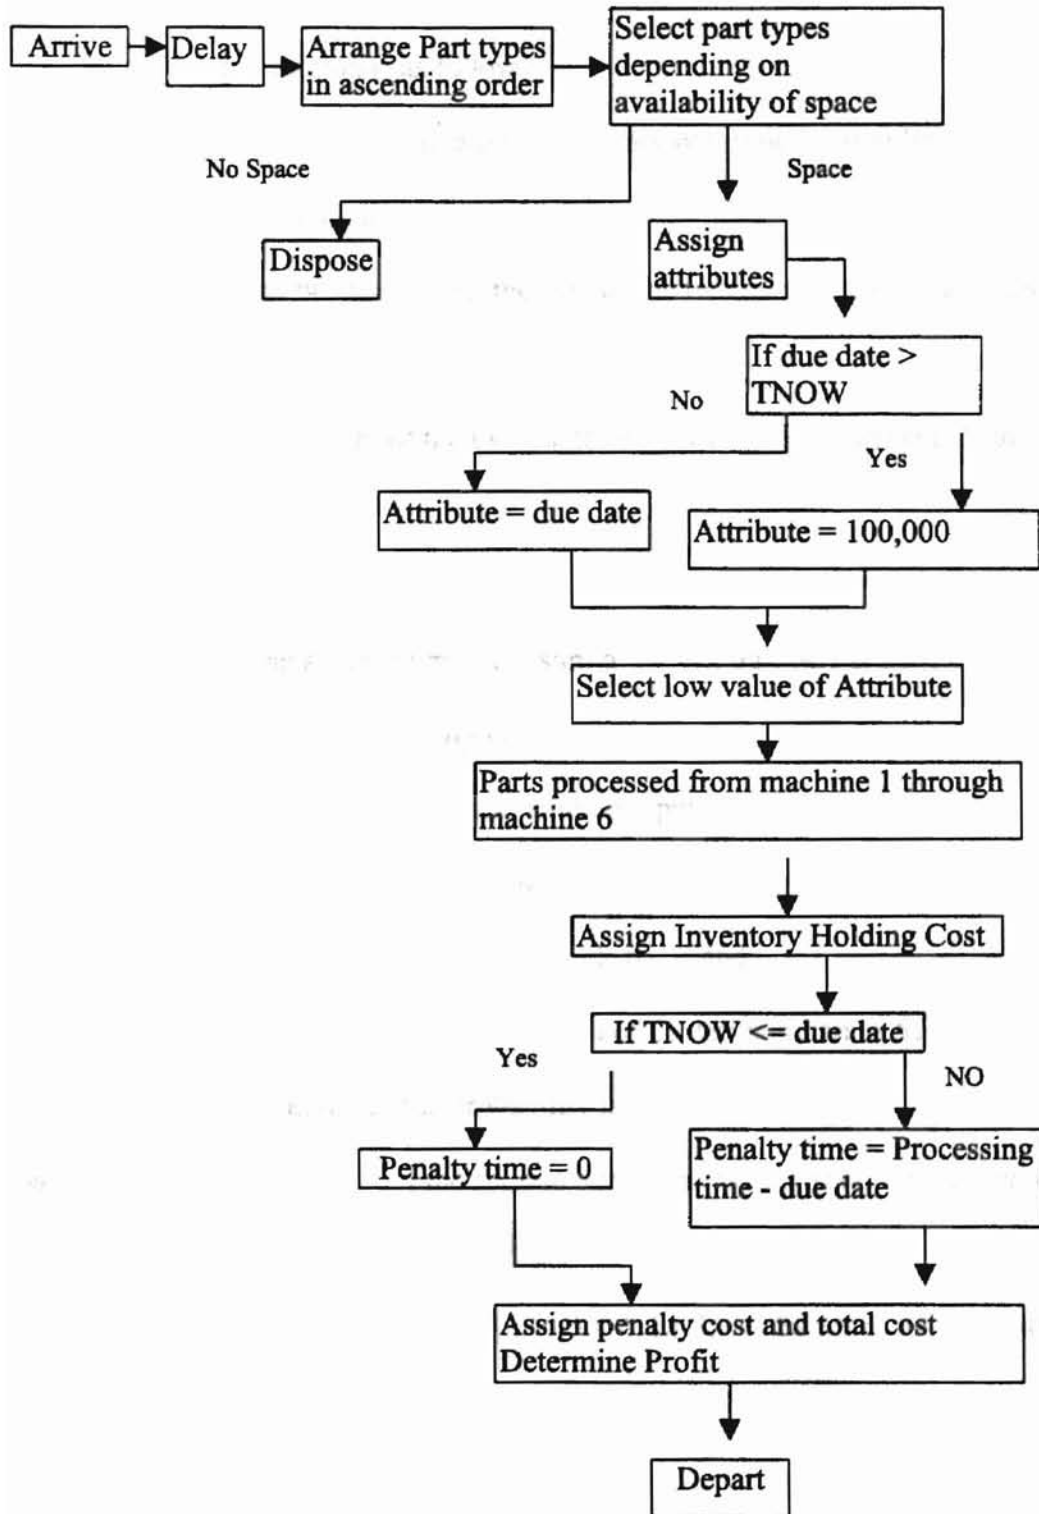 Arrive
Delay
Arrange Part types
in ascending order
Select part types
depending on
availability of space
No Space
Space
Dispose
Assign
attributes
If due date >
TNOW
No
Yes
Attribute = due date
Attribute = 100,000
Select low value of Attribute
Parts processed from machine 1 through
machine 6
Assign Inventory Holding Cost
If TNOW <= due date
Yes
NO
Penalty time = 0
Penalty time = Processing
time - due date
Assign penalty cost and total cost
Determine Profit
Depart